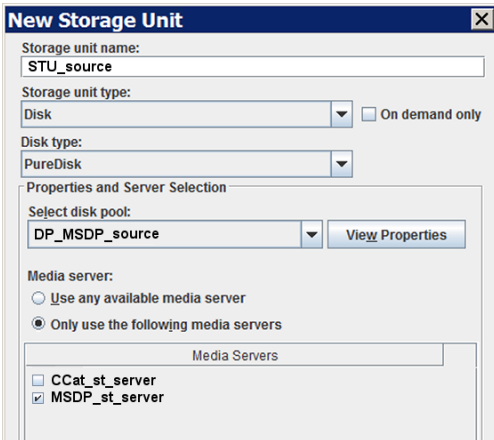 New Storage Unit
Storage unit name:
STU_source
Storage unit type:
Disk
On demand only
Disk type:
PureDisk
Properties and Server Selection
Select disk pool:
DP_MSDP_source
View Properties
Media server:
Use any available media server
Only use the following media servers
Media Servers
CCat_st_server
MSDP_st_server